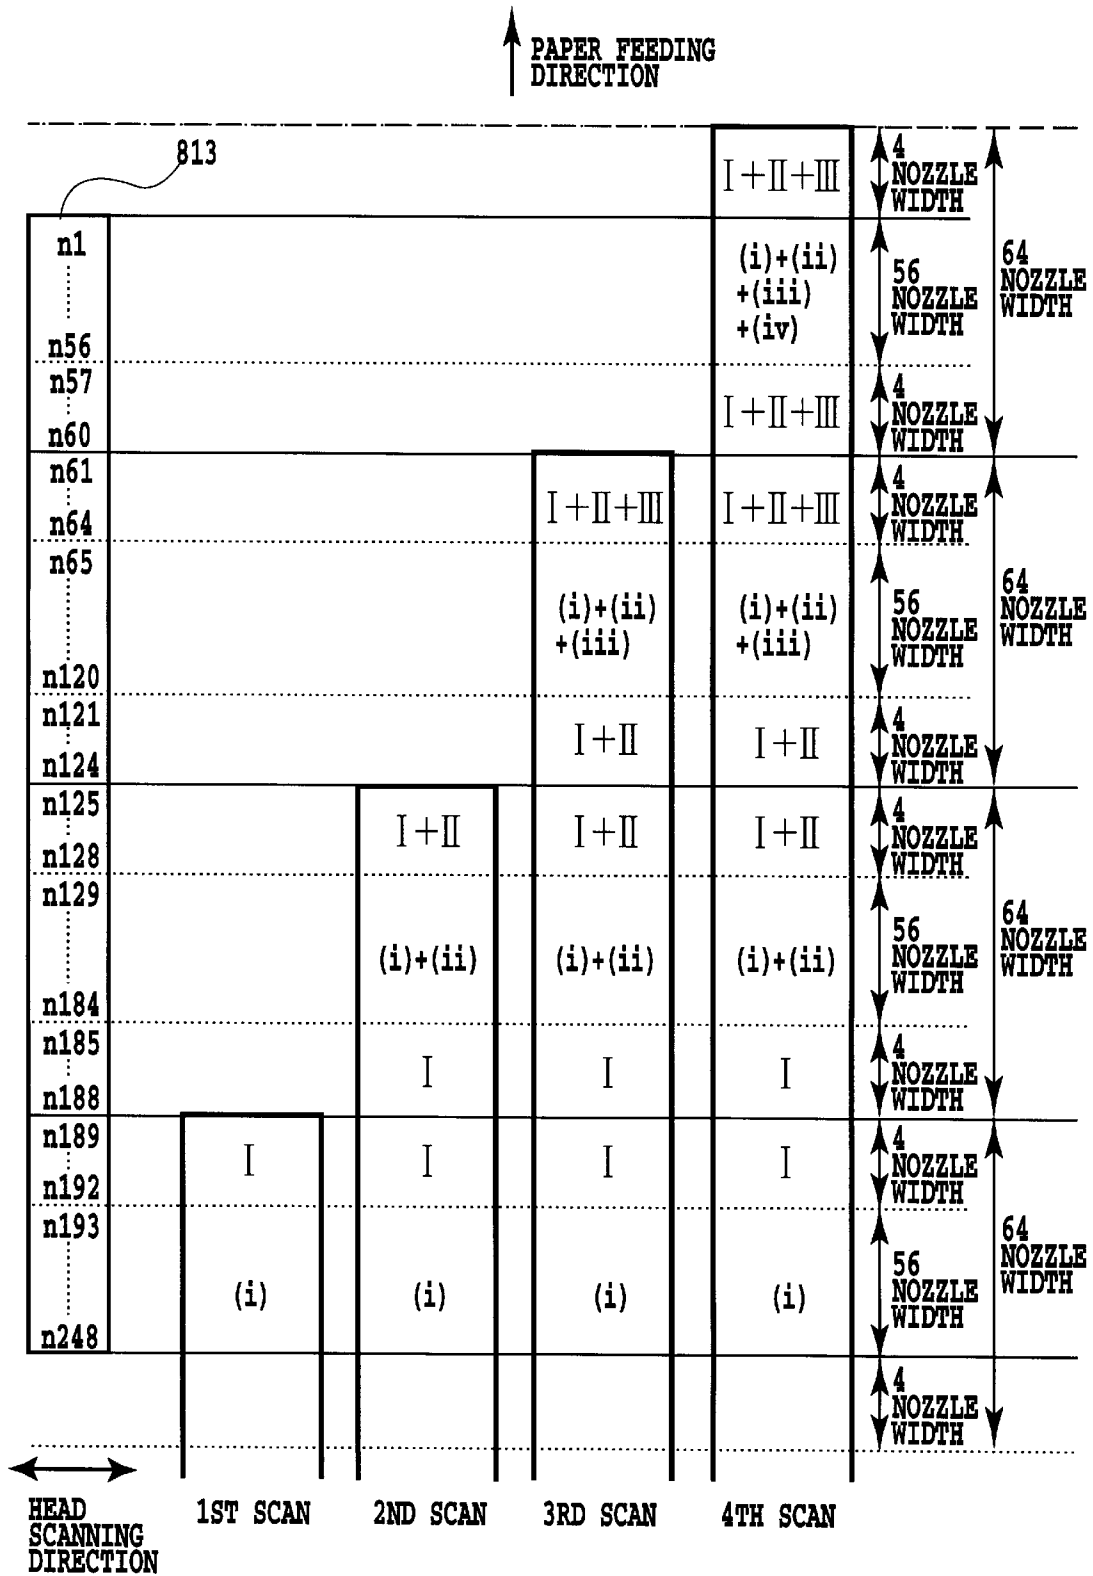 PAPER FEEDING
DIRECTION
813
I+II+III
4
NOZZLE
WIDTH
n1
(i)+(ii)
+(iii)
+(iv)
56
NOZZLE
WIDTH
64
NOZZLE
WIDTH
n56
n57
I+II+III
4
NOZZLE
WIDTH
n60
n61
I+II+III
I+II+III
4
NOZZLE
WIDTH
n64
n65
(i)+(ii)
+(iii)
(i)+(ii)
+(iii)
56
NOZZLE
WIDTH
64
NOZZLE
WIDTH
n120
n121
I+II
I+II
4
NOZZLE
WIDTH
n124
n125
I+II
I+II
I+II
4
NOZZLE
WIDTH
n128
n129
(i)+(ii)
(i)+(ii)
(i)+(ii)
56
NOZZLE
WIDTH
64
NOZZLE
WIDTH
n184
n185
I
I
I
4
NOZZLE
WIDTH
n188
n189
I
I
I
I
4
NOZZLE
WIDTH
n192
n193
(i)
(i)
(i)
(i)
56
NOZZLE
WIDTH
64
NOZZLE
WIDTH
n248
4
NOZZLE
WIDTH
HEAD
SCANNING
DIRECTION
1ST SCAN
2ND SCAN
3RD SCAN
4TH SCAN